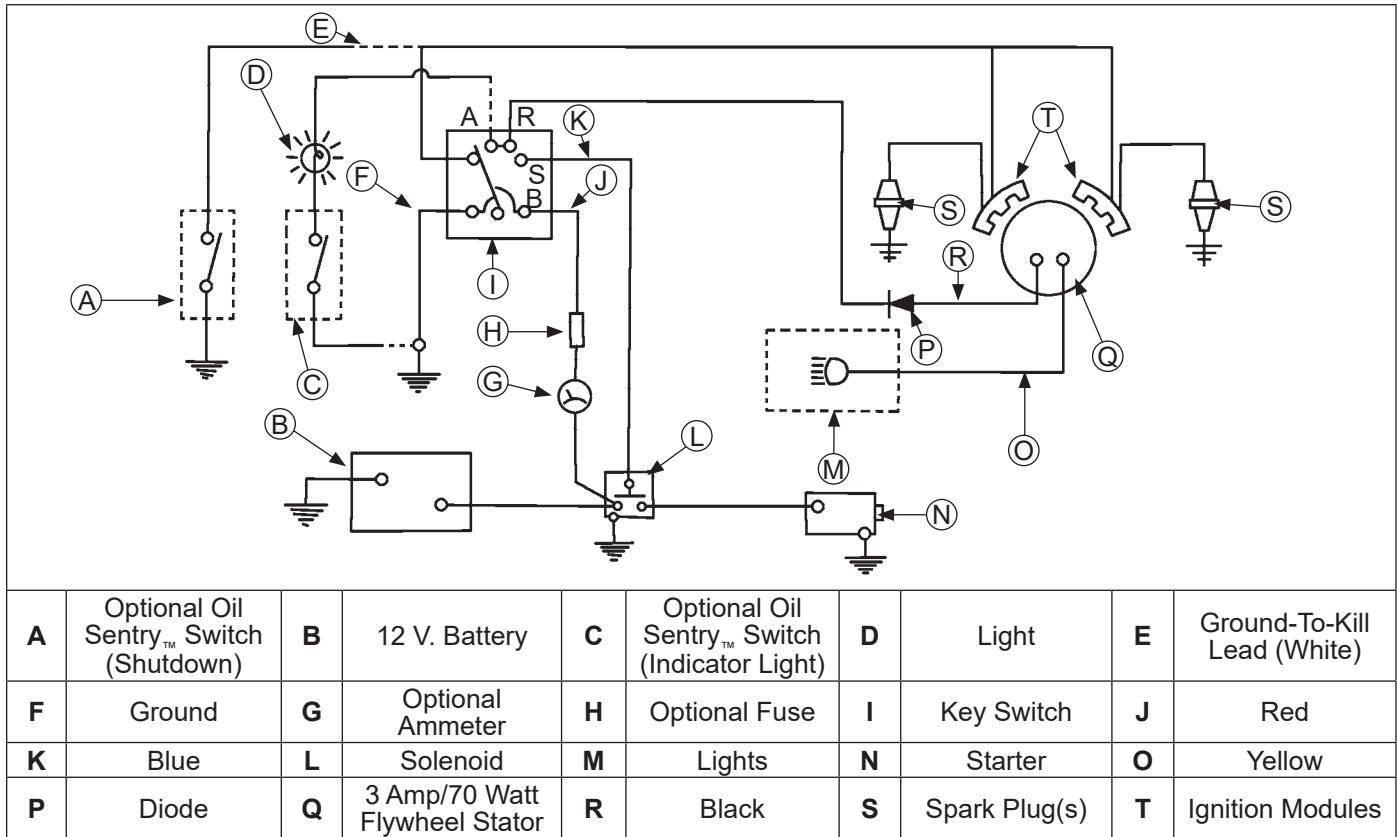 E
D
A
R
K
T
S
J
F
B
S
S
R
A
I
H
P
Q
C
G
B
L
O
M
N
A Optional Oil Sentry™ Switch (Shutdown) B 12 V. Battery C Optional Oil Sentry™ Switch (Indicator Light) D Light E Ground-To-Kill Lead (White)
F Ground G Optional Ammeter H Optional Fuse I Key Switch J Red
K Blue L Solenoid M Lights N Starter O Yellow
P Diode Q 3 Amp/70 Watt Flywheel Stator R Black S Spark Plug(s) T Ignition Modules